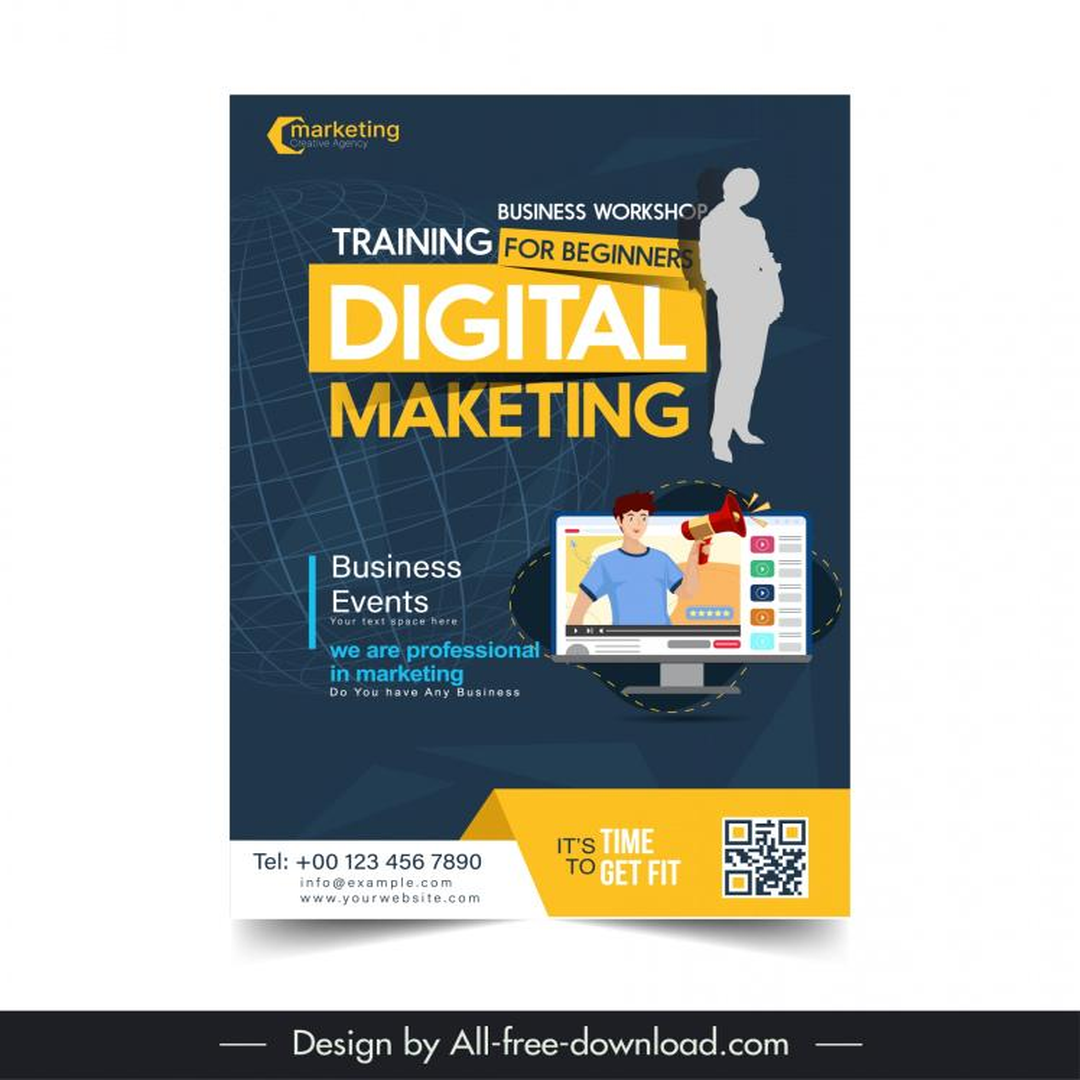 marketing
Creative Agency
BUSINESS WORKSHOP
TRAINING
FOR BEGINNERS
DIGITAL
MAKETING
Business
Events
Your text space here
we are professional
in marketing
Do You have Any Business
Tel: +00 123 456 7890
info@example.com
www.yourwebsite.com
IT'S TIME
TO GET FIT
Design by All-free-download.com